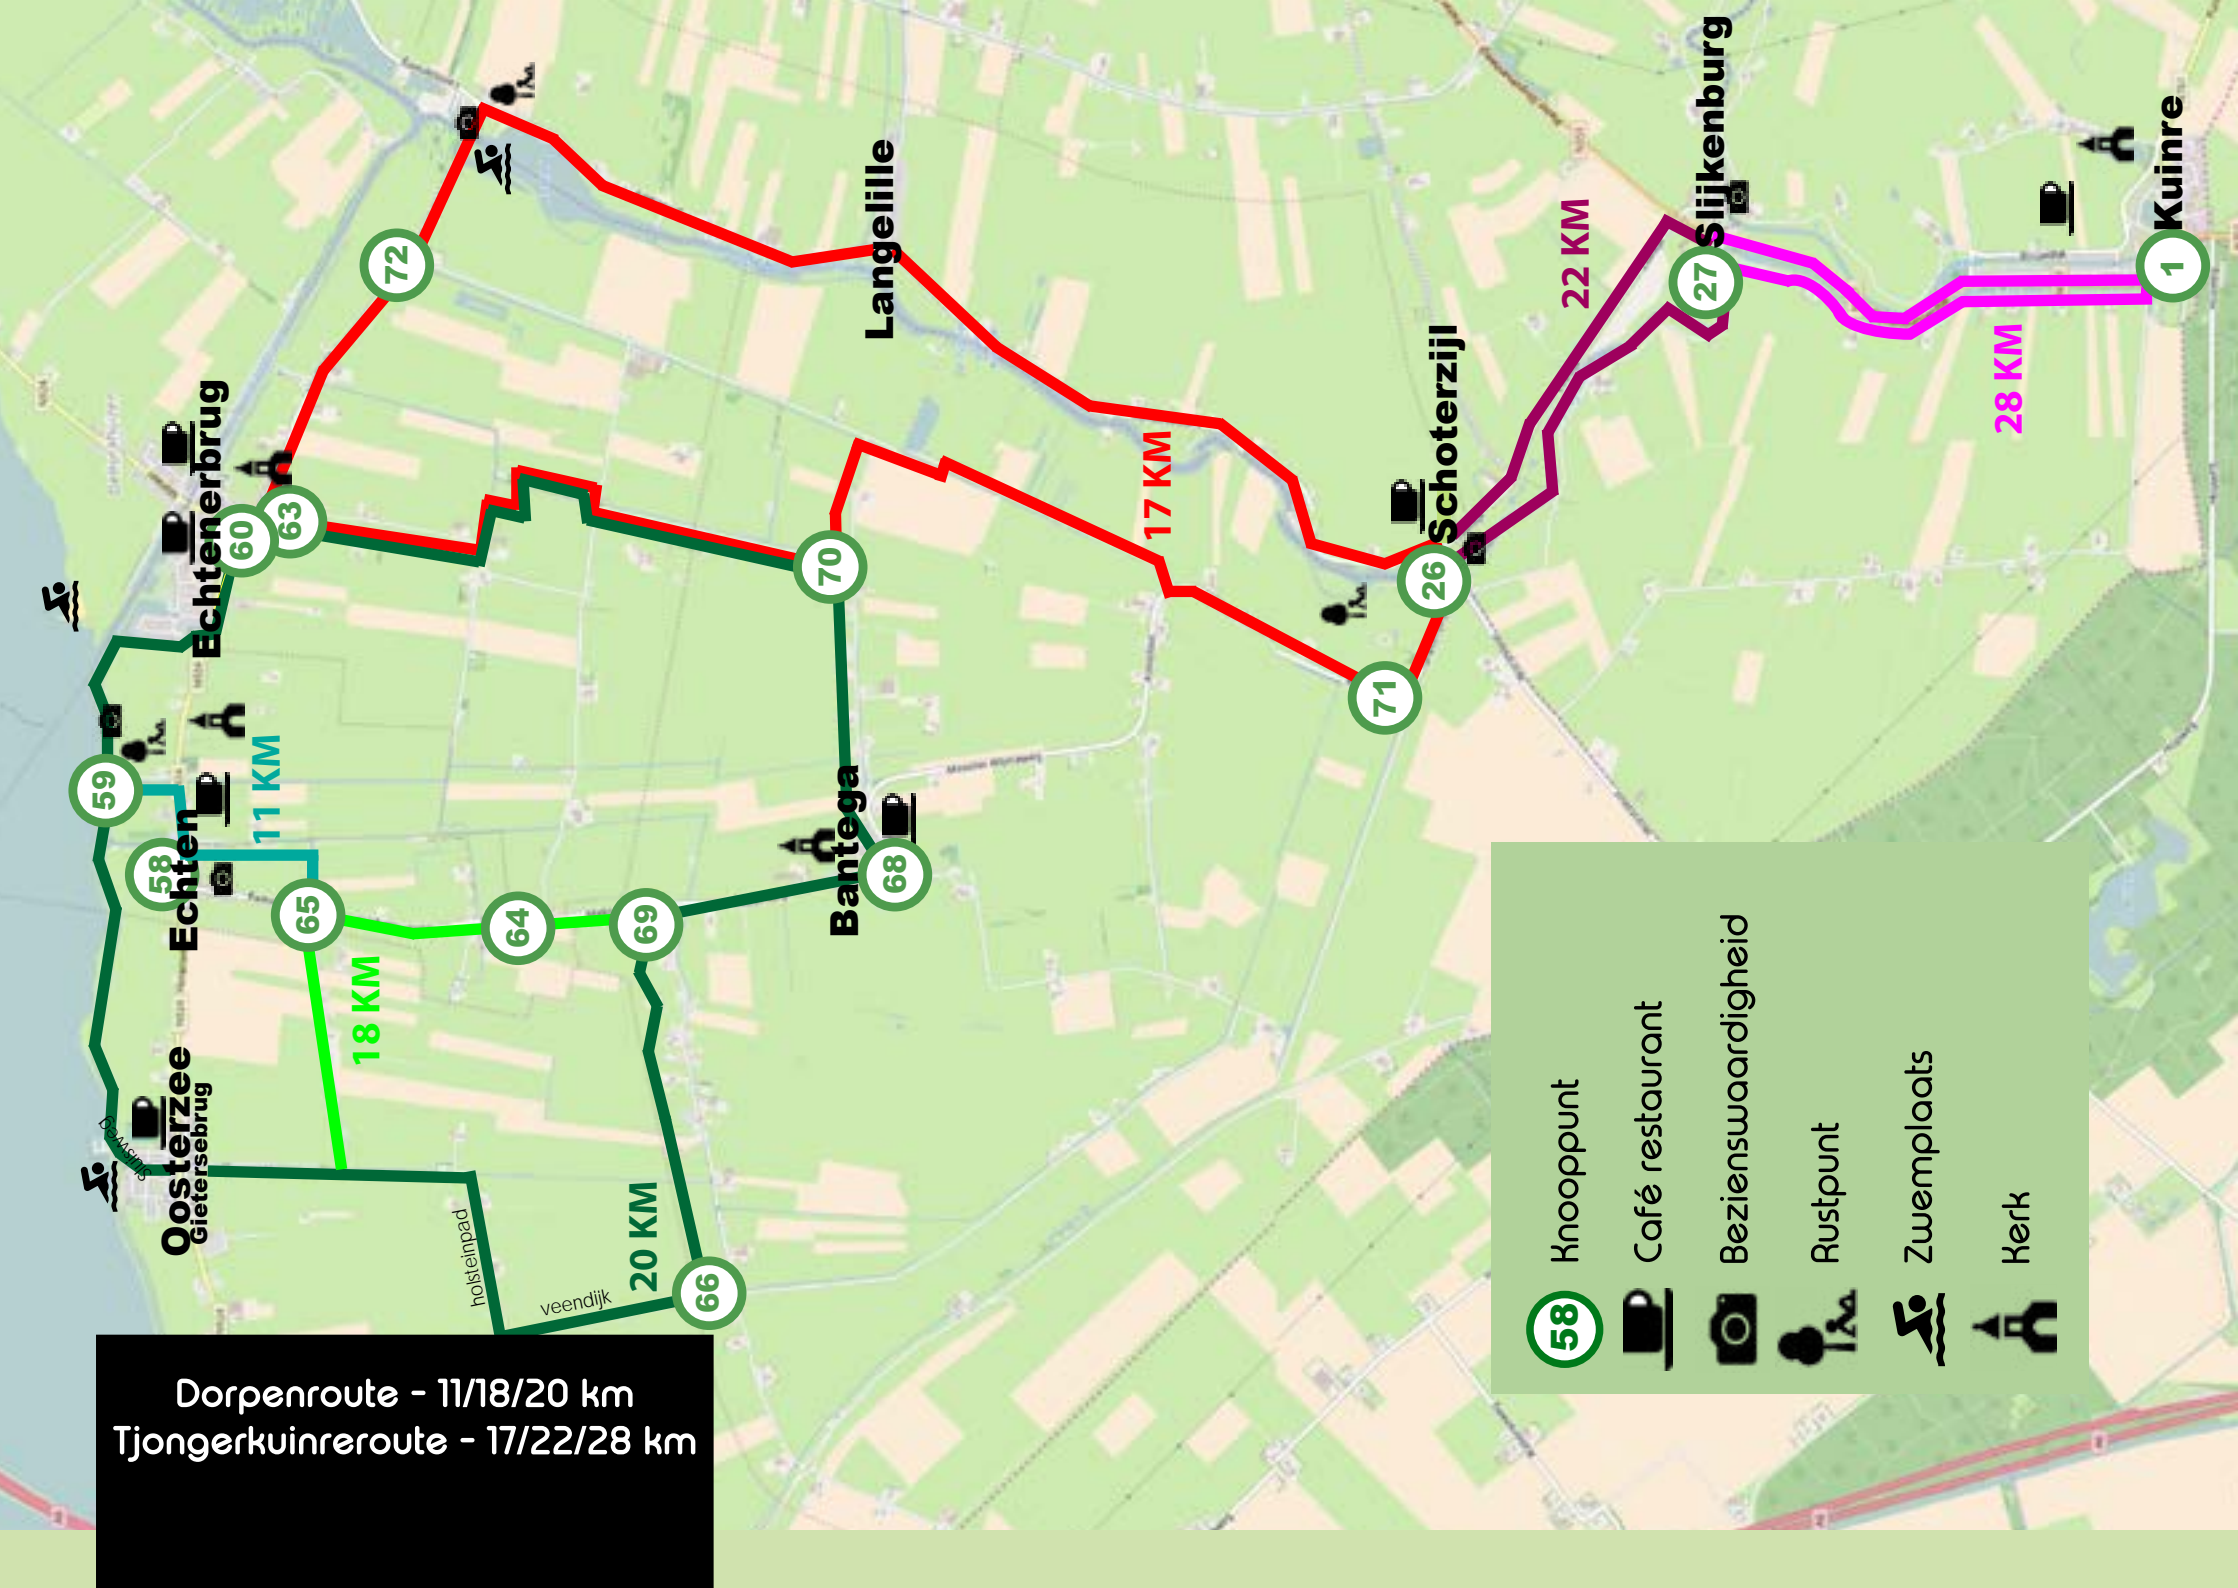 Dorpenroute - 11/18/20 km
Tjongerkuinreroute - 17/22/28 km
Echtenerbrug
Echten
Oosterzee
Gietersebrug
Bantega
Langelille
Schoterzijl
Slijkenburg
Kuinre
11 KM
18 KM
20 KM
17 KM
22 KM
28 KM
59
58
60
63
72
65
64
69
66
68
70
71
26
27
1
sluisweg
holsteinpad
veendijk
58 Knooppunt
Café restaurant
Bezienswaardigheid
Rustpunt
Zwemplaats
Kerk